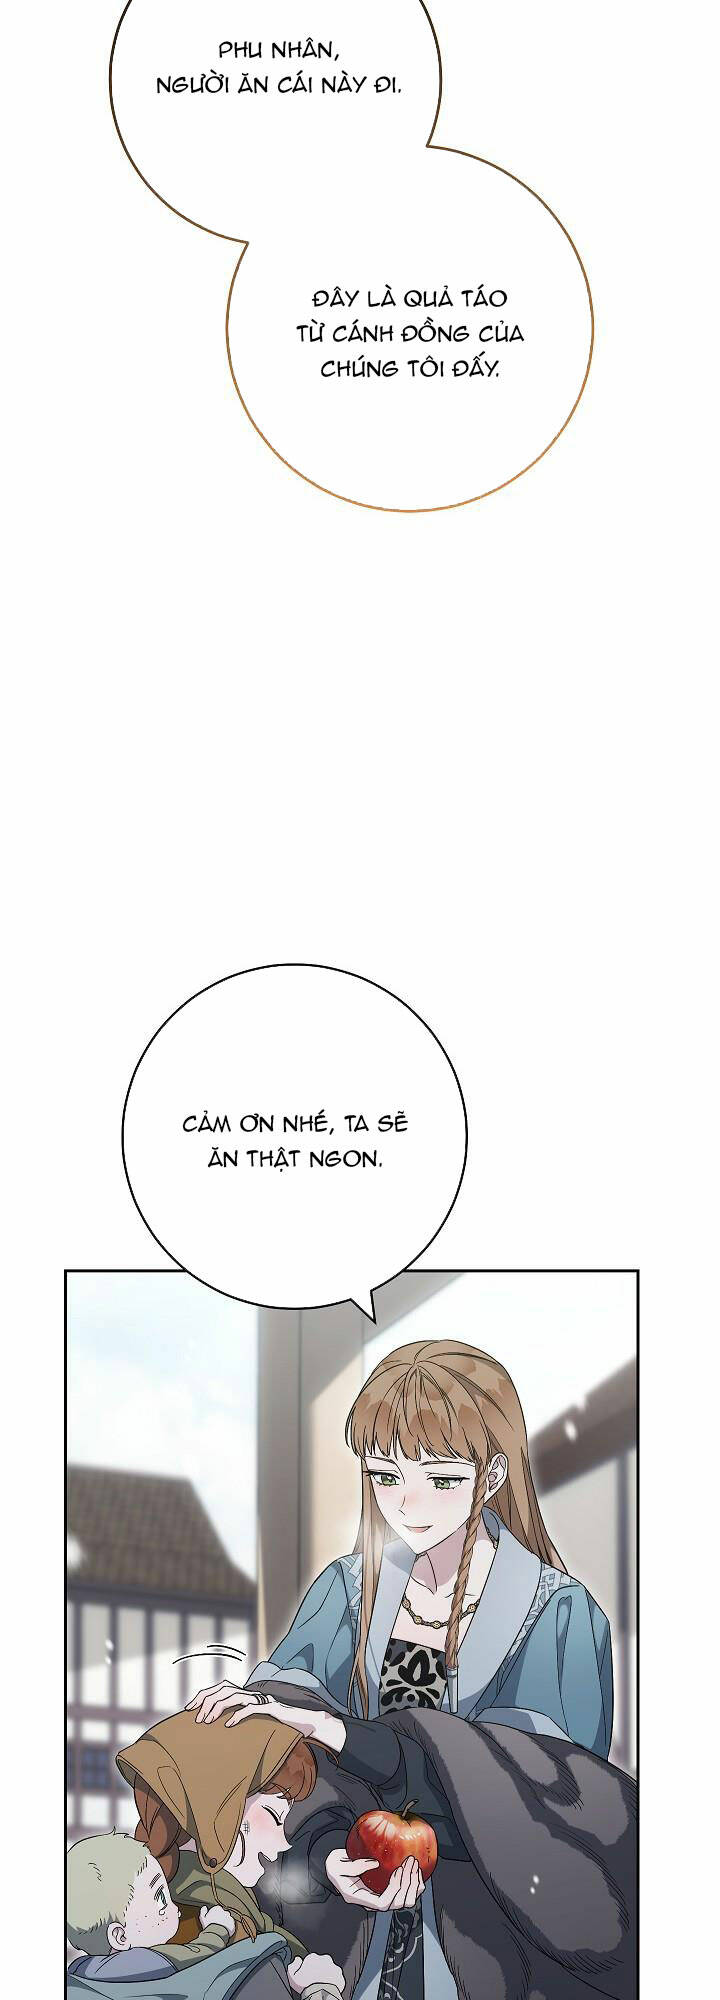 PHU NHÂN,
NGƯỜI ĂN CÁI NÀY ĐI.
ĐÂY LÀ QUẢ TÁO
TỪ CÁNH ĐỒNG CỦA
CHÚNG TÔI ĐẤY.
CẢM ƠN NHÉ, TA SẼ
ĂN THẬT NGON.